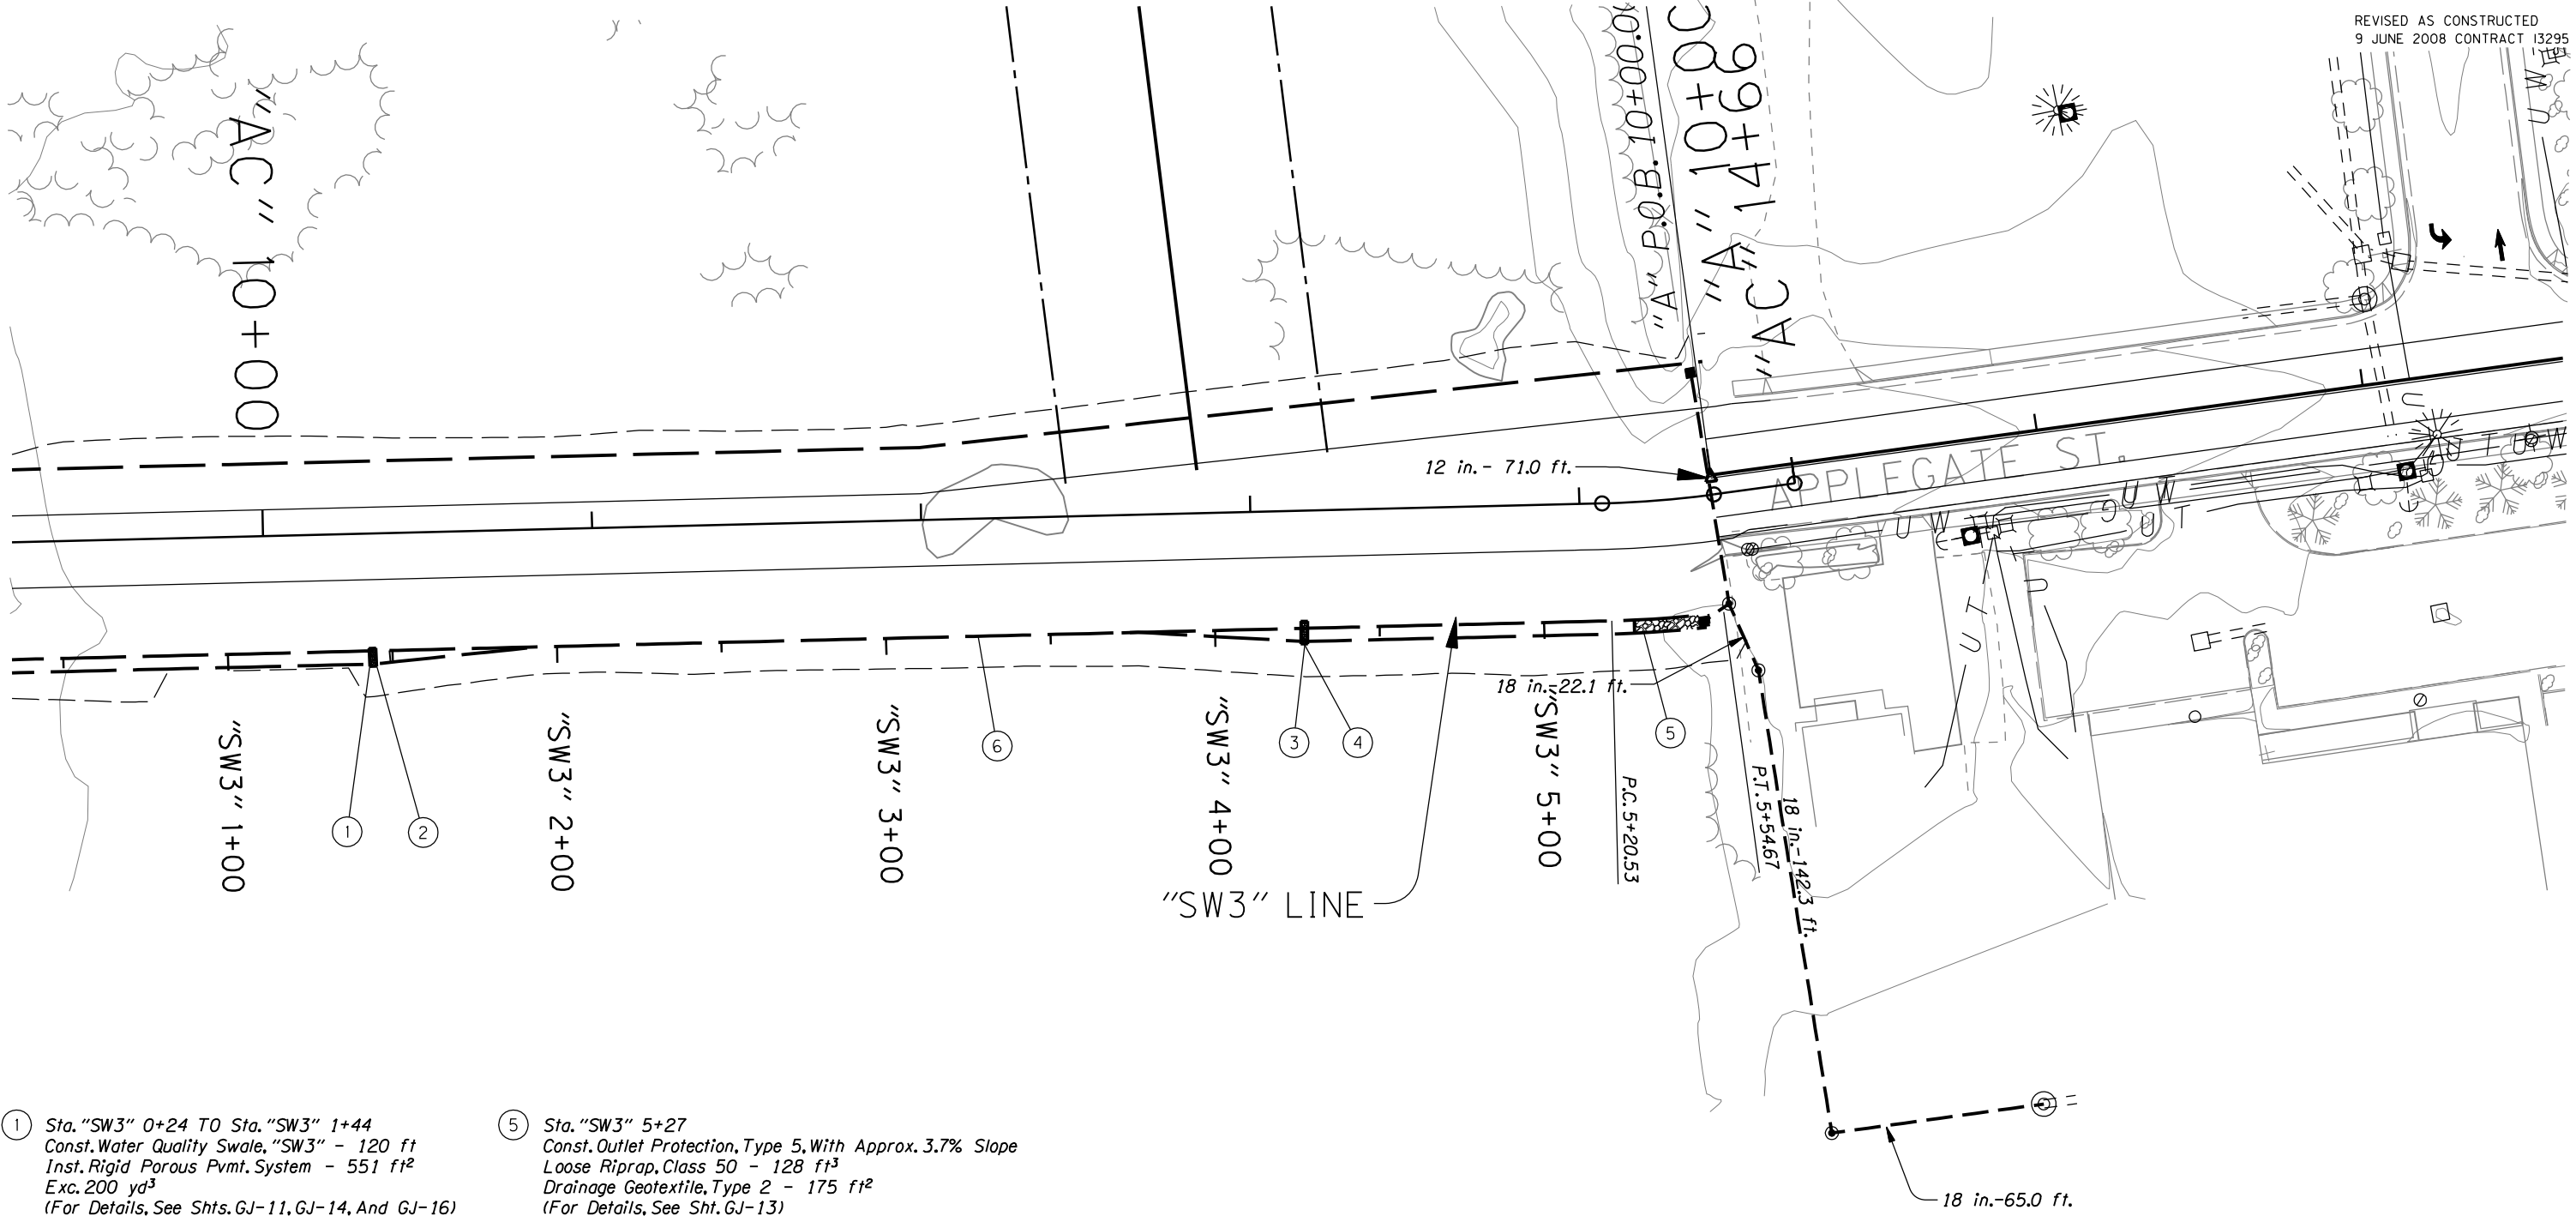 REVISED AS CONSTRUCTED
9 JUNE 2008 CONTRACT 13295
"AC" 10+00
"A" P.O.B. 10+00.0
"A" 10+00
"AC" 14+66
12 in.- 71.0 ft.
APPLEGATE ST.
18 in.-22.1 ft.
6
3
4
5
1
2
"SW3" 1+00
"SW3" 2+00
"SW3" 3+00
"SW3" 4+00
"SW3" 5+00
P.C. 5+20.53
P.T. 5+54.67
18 in.-142.3 ft.
"SW3" LINE
18 in.-65.0 ft.
1 Sta. "SW3" 0+24 TO Sta. "SW3" 1+44
Const. Water Quality Swale, "SW3" - 120 ft
Inst. Rigid Porous Pvmt. System - 551 ft²
Exc. 200 yd³
(For Details, See Shts. GJ-11, GJ-14, And GJ-16)
5 Sta. "SW3" 5+27
Const. Outlet Protection, Type 5, With Approx. 3.7% Slope
Loose Riprap, Class 50 - 128 ft³
Drainage Geotextile, Type 2 - 175 ft²
(For Details, See Sht. GJ-13)